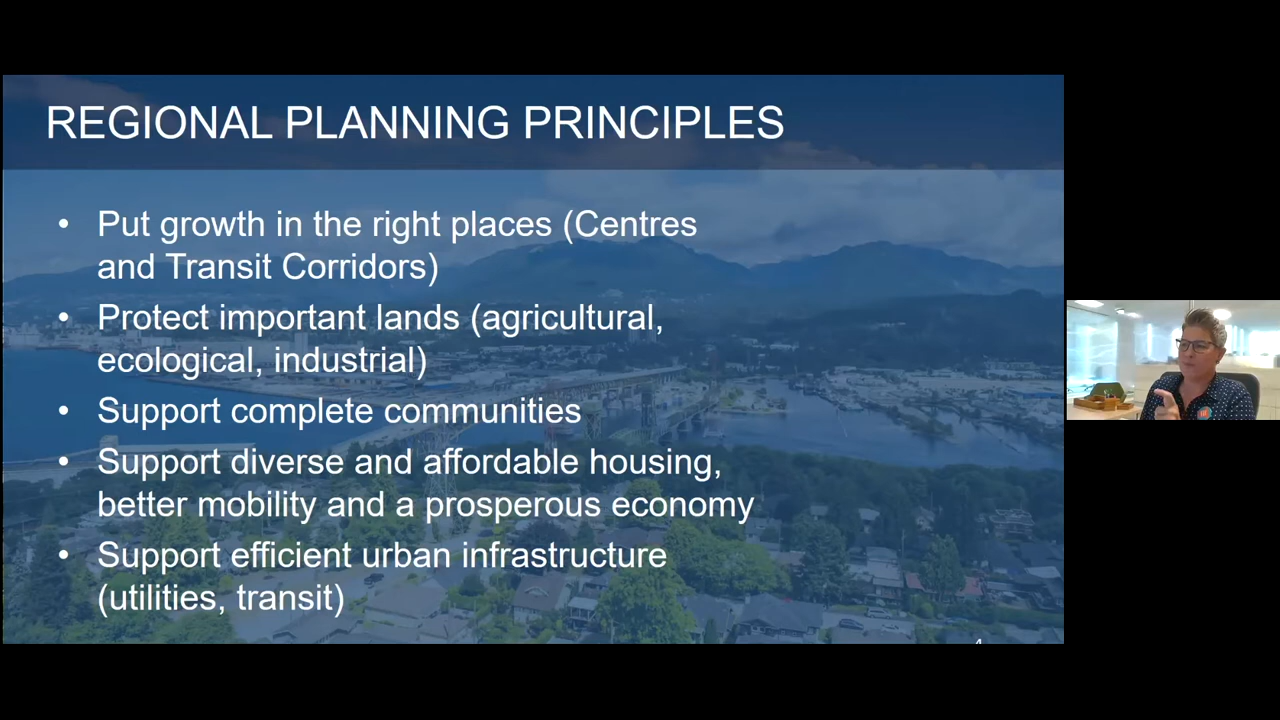 REGIONAL PLANNING PRINCIPLES
• Put growth in the right places (Centres
and Transit Corridors)
• Protect important lands (agricultural,
ecological, industrial)
• Support complete communities
• Support diverse and affordable housing,
better mobility and a prosperous economy
• Support efficient urban infrastructure
(utilities, transit)